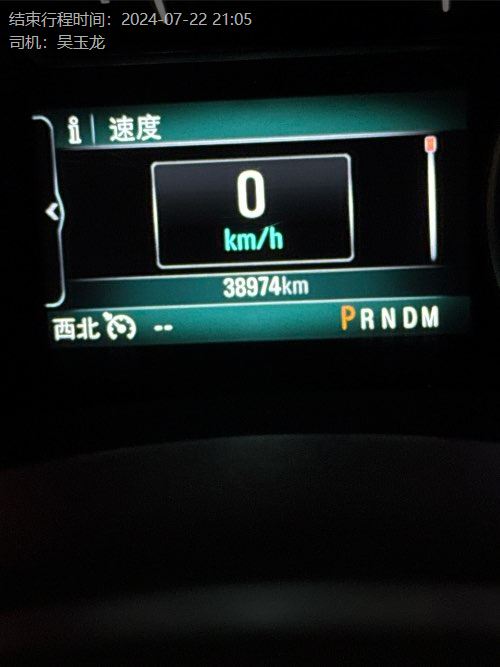 结束行程时间：2024-07-22 21:05
司机：吴玉龙
i 速度
0
km/h
38974km
西北 -- PRNDM